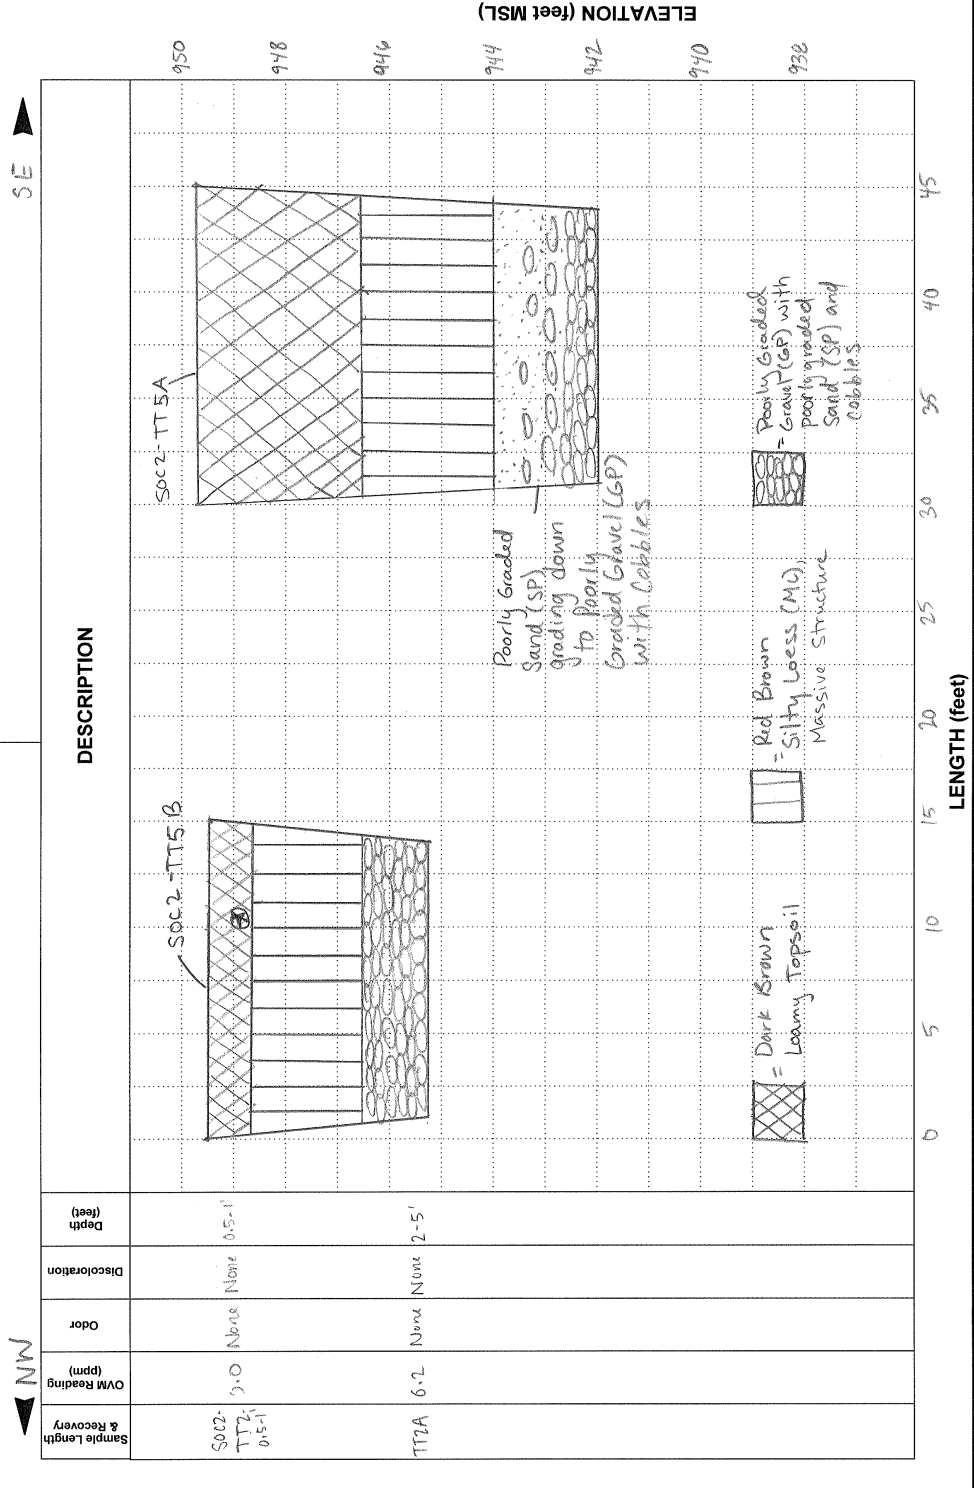 NW
SE
Sample Length
& Recovery
OVM Reading
(ppm)
Odor
Discoloration
Depth
(feet)
DESCRIPTION
ELEVATION (feet MSL)
950
948
946
944
942
940
938
SOC2-
TT2;
0.5-1'
None
None
0.5-1'
TT2A
6.2
None
None
2-5'
SOC2-TT5B
SOC2-TT5A
Poorly Graded
Sand (SP)
grading down
to Poorly
Graded Gravel (GP)
with Cobbles
= Dark Brown
Loamy Topsoil
= Red Brown
Silty Loess (ML),
Massive Structure
= Poorly Graded
Gravel (GP) with
poorly graded
Sand (SP) and
cobbles
0
5
10
15
20
25
30
35
40
45
LENGTH (feet)